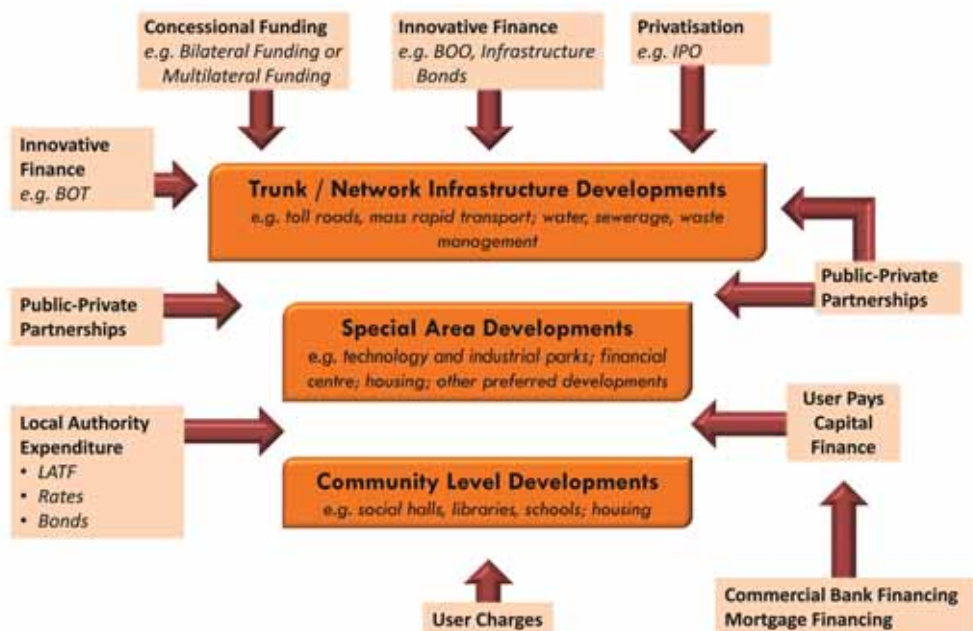 Concessional Funding
e.g. Bilateral Funding or
Multilateral Funding
Innovative Finance
e.g. BOO, Infrastructure
Bonds
Privatisation
e.g. IPO
Innovative
Finance
e.g. BOT
Trunk / Network Infrastructure Developments
e.g. toll roads, mass rapid transport; water, sewerage, waste
management
Public-Private
Partnerships
Public-Private
Partnerships
Special Area Developments
e.g. technology and industrial parks; financial
centre; housing; other preferred developments
Local Authority
Expenditure
• LATF
• Rates
• Bonds
User Pays
Capital
Finance
Community Level Developments
e.g. social halls, libraries, schools; housing
User Charges
Commercial Bank Financing
Mortgage Financing